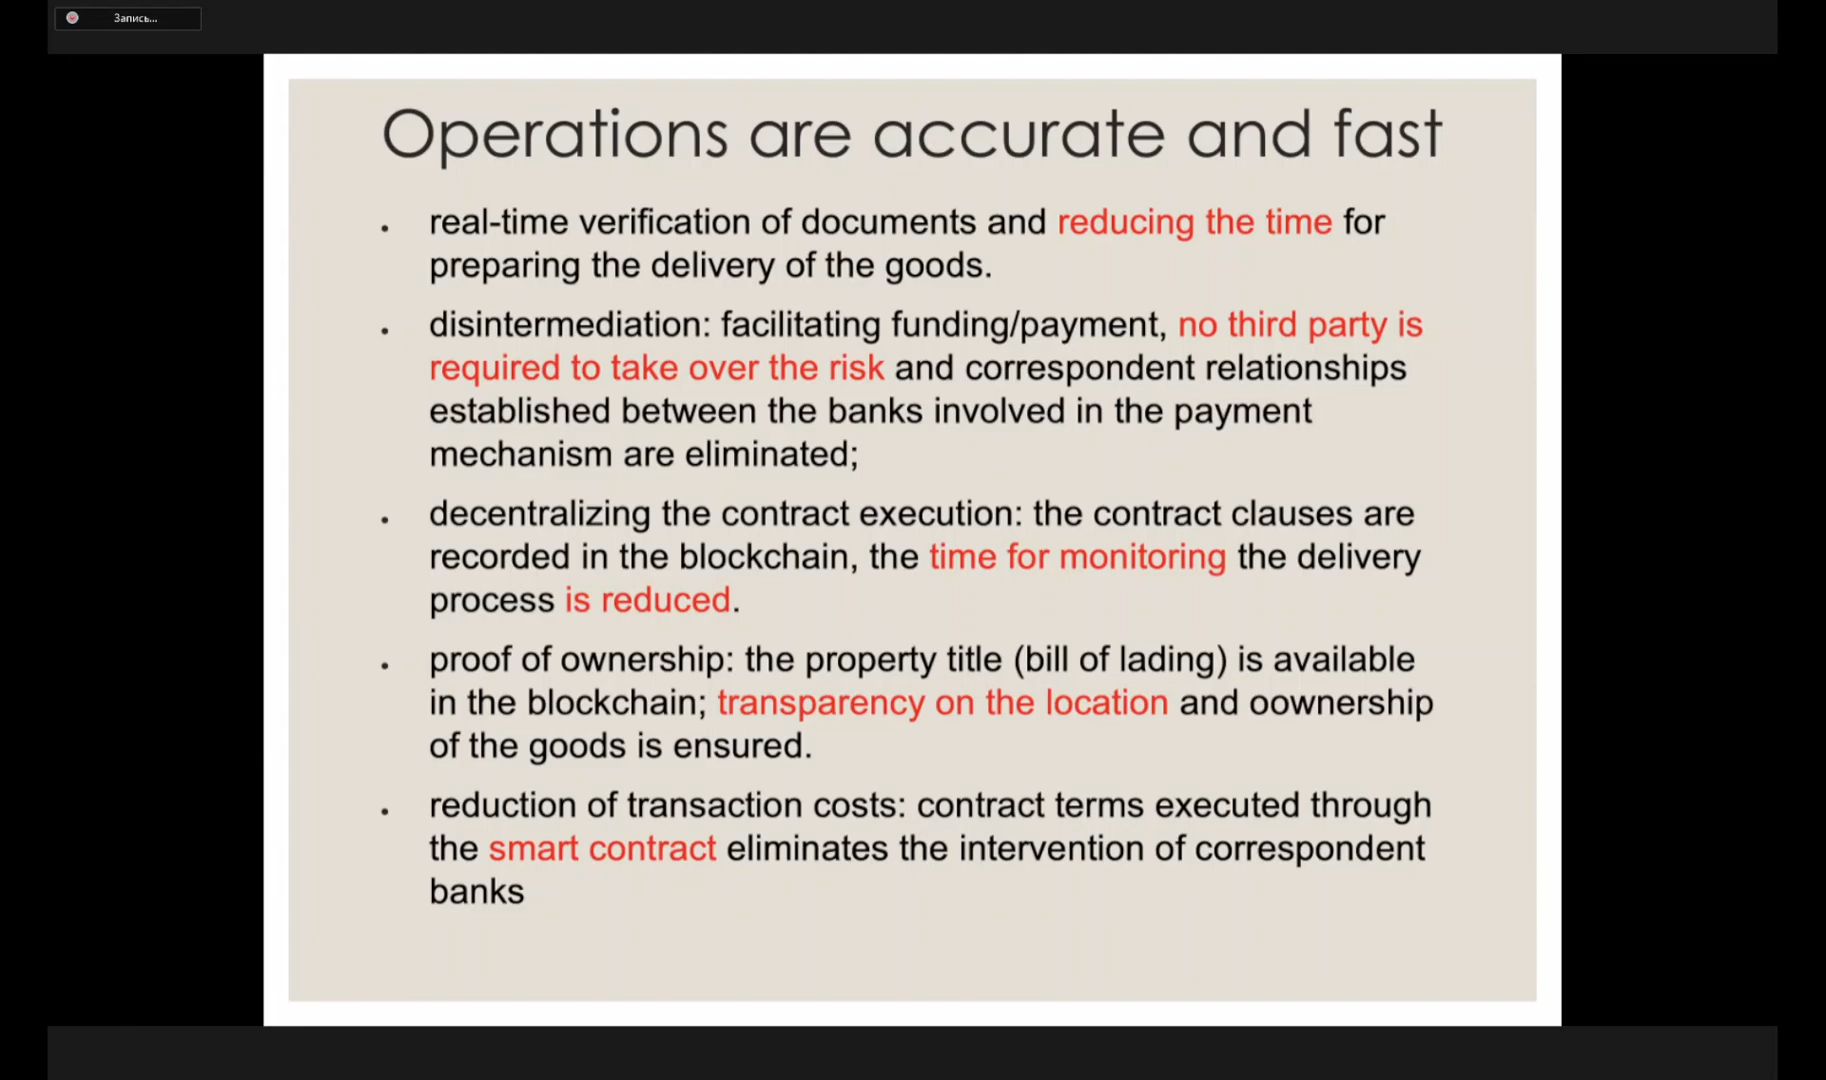 Запись...
Operations are accurate and fast
• real-time verification of documents and reducing the time for
preparing the delivery of the goods.
• disintermediation: facilitating funding/payment, no third party is
required to take over the risk and correspondent relationships
established between the banks involved in the payment
mechanism are eliminated;
• decentralizing the contract execution: the contract clauses are
recorded in the blockchain, the time for monitoring the delivery
process is reduced.
• proof of ownership: the property title (bill of lading) is available
in the blockchain; transparency on the location and oownership
of the goods is ensured.
• reduction of transaction costs: contract terms executed through
the smart contract eliminates the intervention of correspondent
banks